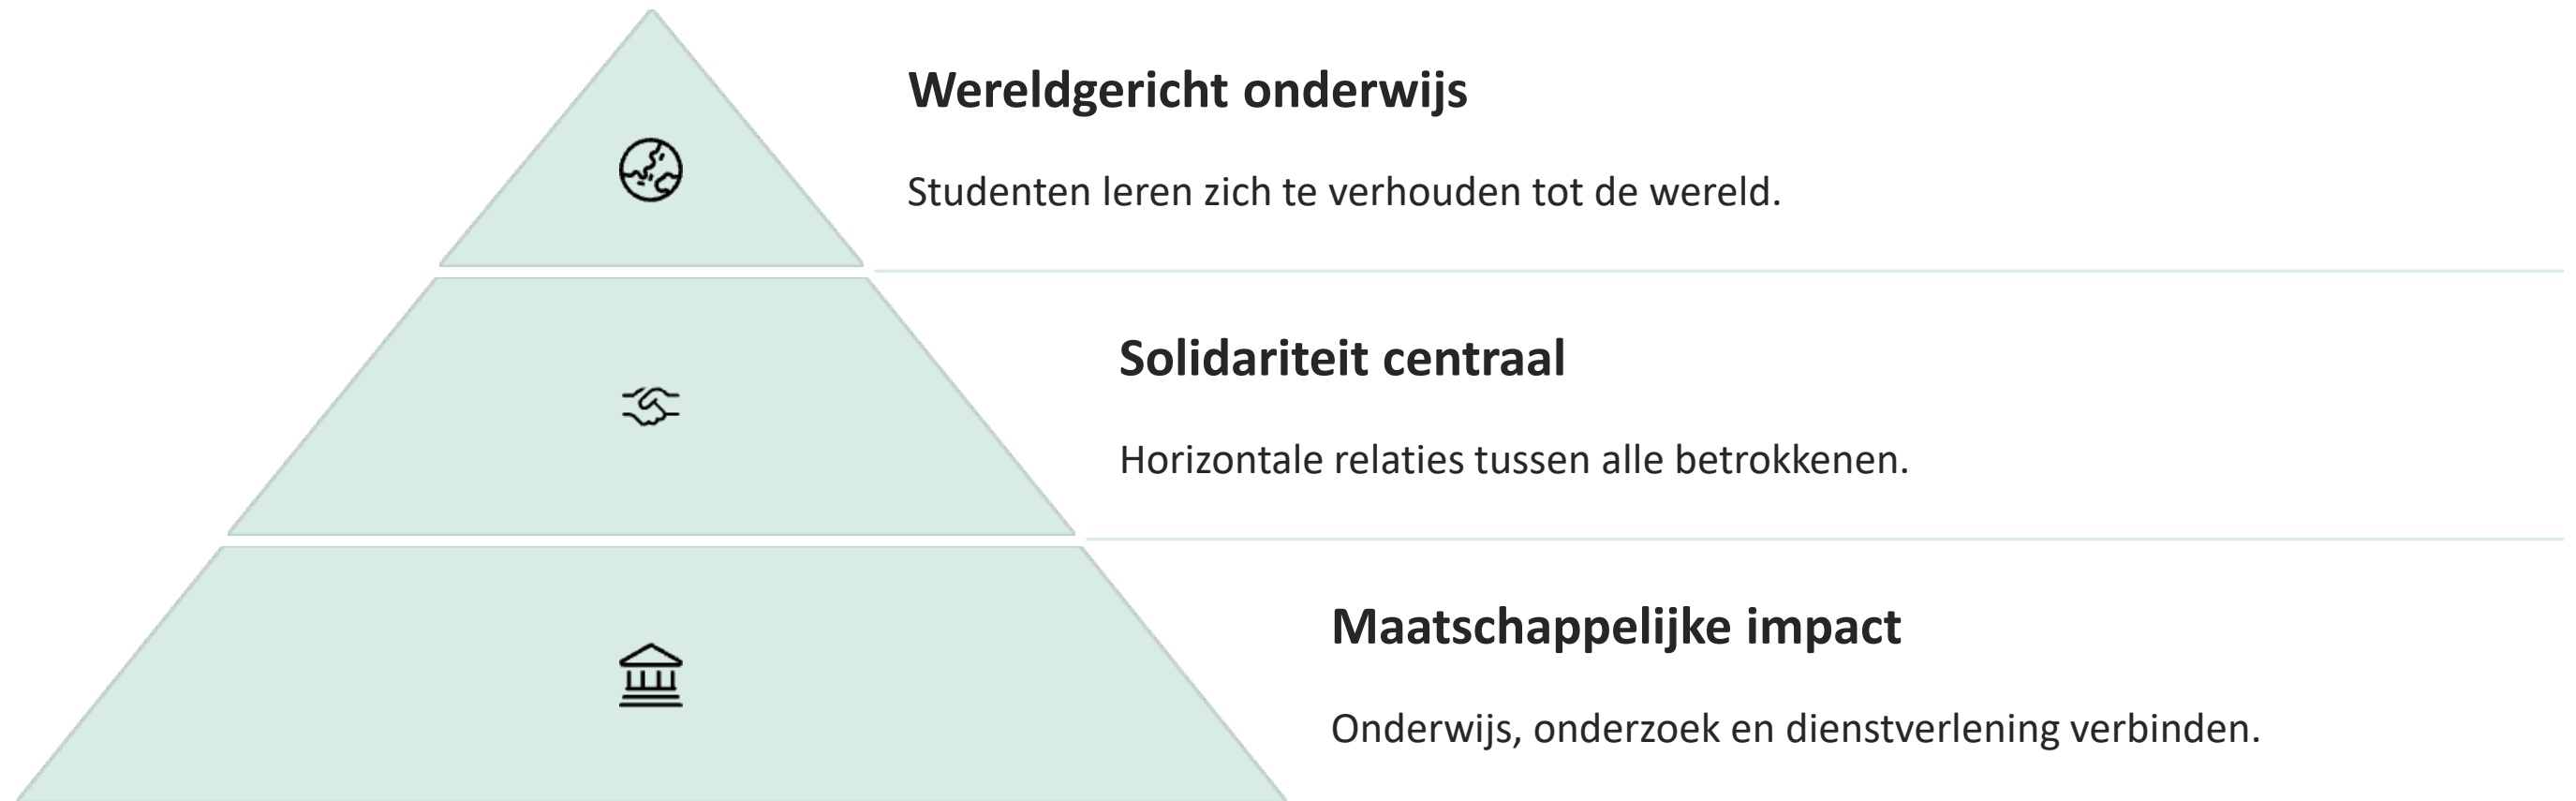 Wereldgericht onderwijs
Studenten leren zich te verhouden tot de wereld.
Solidariteit centraal
Horizontale relaties tussen alle betrokkenen.
Maatschappelijke impact
Onderwijs, onderzoek en dienstverlening verbinden.